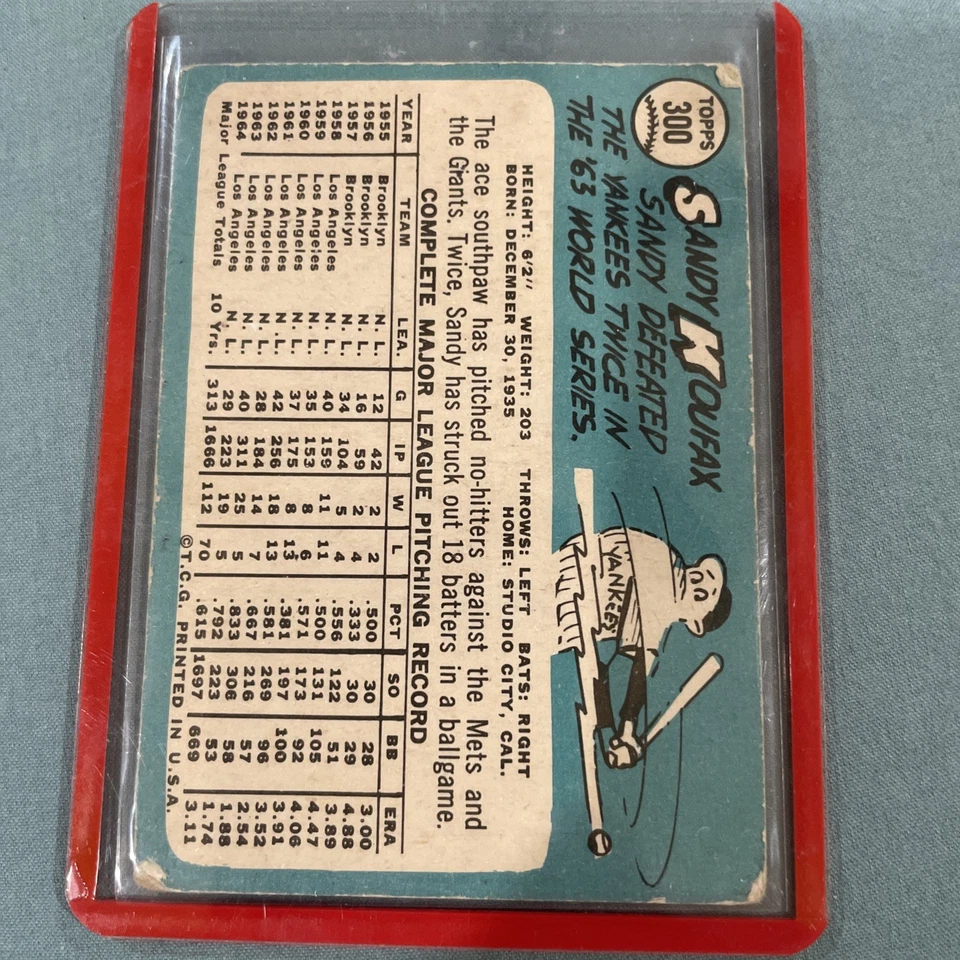 TOPPS
300
SANDY KOUFAX
SANDY DEFEATED
THE YANKEES TWICE IN
THE '63 WORLD SERIES.
YANKEES
HEIGHT: 6'2" WEIGHT: 203 THROWS: LEFT BATS: RIGHT
BORN: DECEMBER 30, 1935 HOME: STUDIO CITY, CAL.
The ace southpaw has pitched no-hitters against the Mets and
the Giants. Twice, Sandy has struck out 18 batters in a ballgame.
COMPLETE MAJOR LEAGUE PITCHING RECORD
YEAR TEAM LEA. G IP W L PCT SO BB ERA
1955 Brooklyn N. L. 12 42 2 2 .500 30 28 3.00
1956 Brooklyn N. L. 16 59 2 4 .333 30 29 4.88
1957 Brooklyn N. L. 34 104 5 4 .556 122 51 3.89
1958 Los Angeles N. L. 40 159 11 11 .500 131 105 4.47
1959 Los Angeles N. L. 35 153 8 6 .571 173 92 4.06
1960 Los Angeles N. L. 37 175 8 13 .381 197 100 3.91
1961 Los Angeles N. L. 42 256 18 13 .581 269 96 3.52
1962 Los Angeles N. L. 28 184 14 7 .667 216 57 2.54
1963 Los Angeles N. L. 40 311 25 5 .833 306 58 1.88
1964 Los Angeles N. L. 29 223 19 5 .792 223 53 1.74
Major League Totals 10 Yrs. 313 1666 112 70 .615 1697 669 3.11
©T.C.G. PRINTED IN U.S.A.